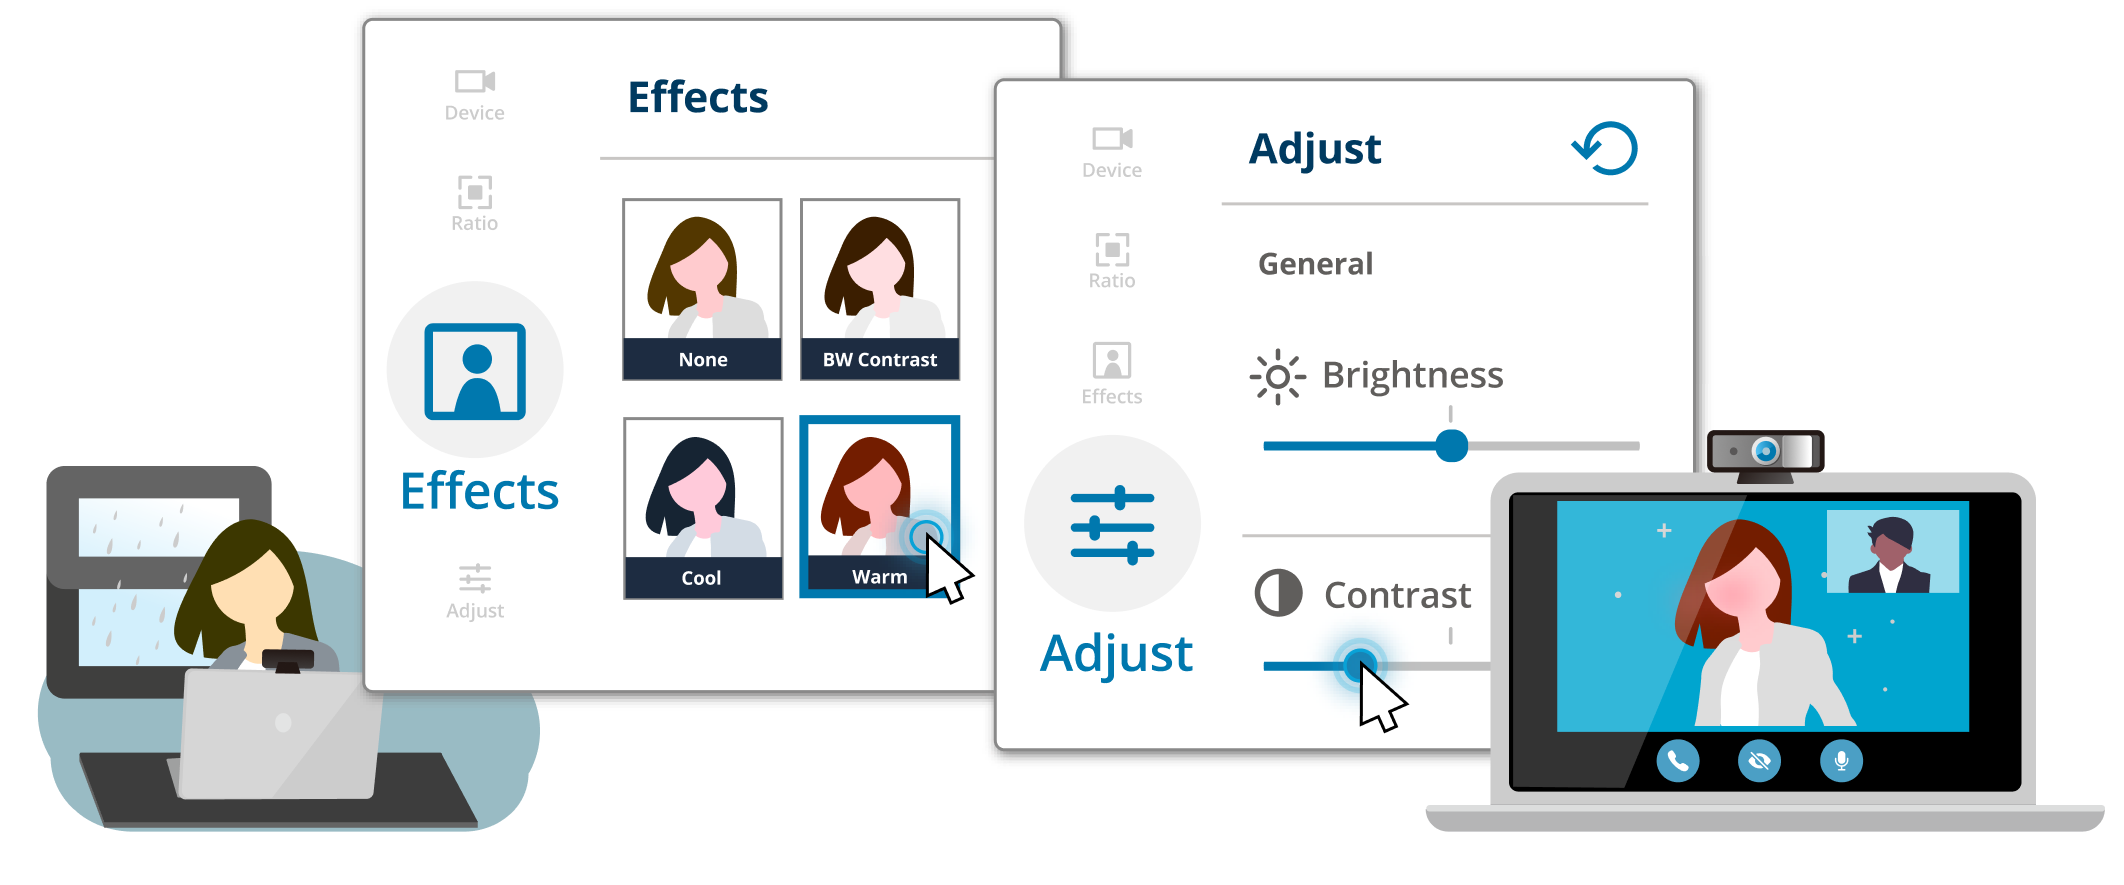 Device
Ratio
Effects
Adjust
Effects
None
BW Contrast
Cool
Warm
Device
Ratio
Effects
Adjust
Adjust
General
Brightness
Contrast